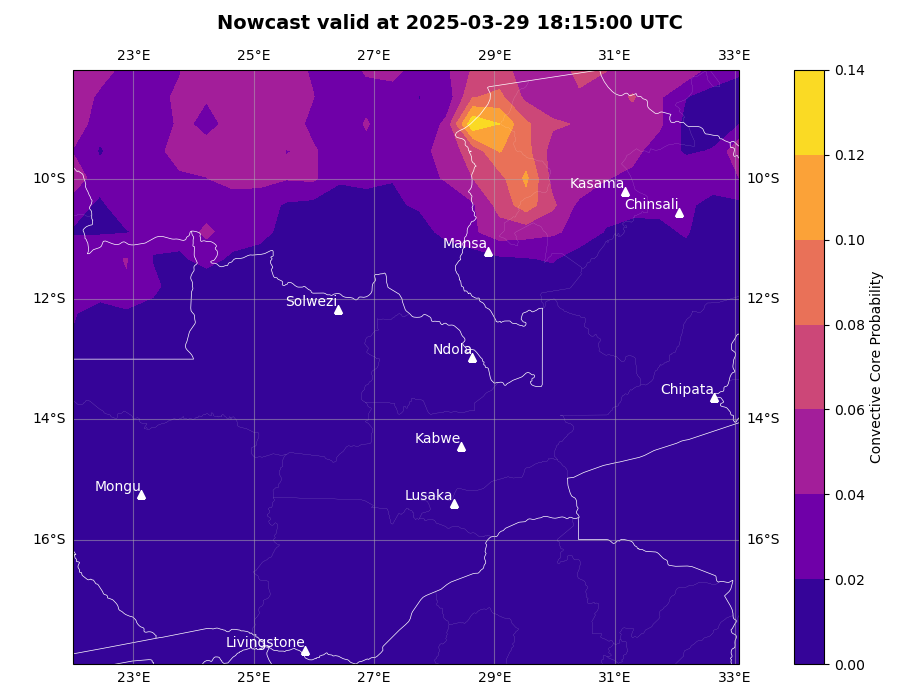 Nowcast valid at 2025-03-29 18:15:00 UTC
23°E 25°E 27°E 29°E 31°E 33°E
0.14
0.12
10°S 10°S
Kasama
Chinsali
0.10
Mansa
12°S 12°S
Solwezi
0.08
Ndola
Convective Core Probability
Chipata
0.06
14°S 14°S
Kabwe
Mongu
Lusaka
0.04
16°S 16°S
0.02
Livingstone
0.00
23°E 25°E 27°E 29°E 31°E 33°E